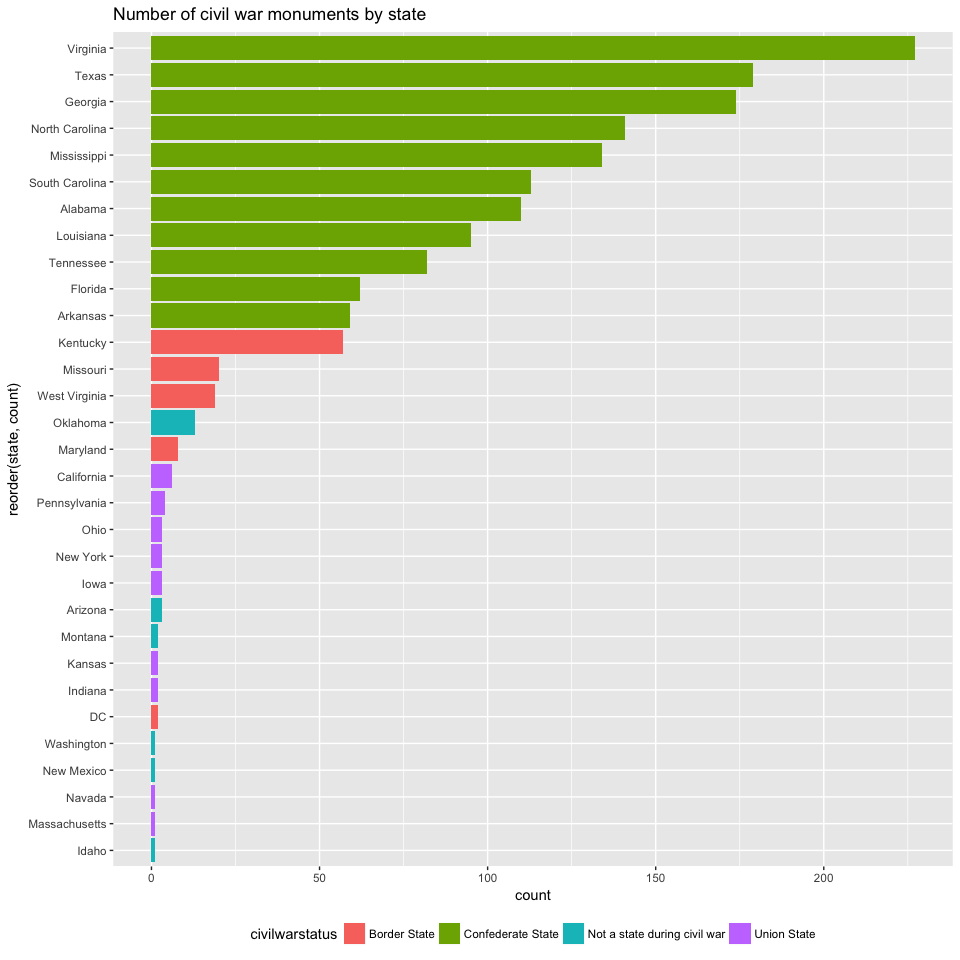 Number of civil war monuments by state
reorder(state, count)
Virginia
Texas
Georgia
North Carolina
Mississippi
South Carolina
Alabama
Louisiana
Tennessee
Florida
Arkansas
Kentucky
Missouri
West Virginia
Oklahoma
Maryland
California
Pennsylvania
Ohio
New York
Iowa
Arizona
Montana
Kansas
Indiana
DC
Washington
New Mexico
Navada
Massachusetts
Idaho
0 50 100 150 200
count
civilwarstatus Border State Confederate State Not a state during civil war Union State